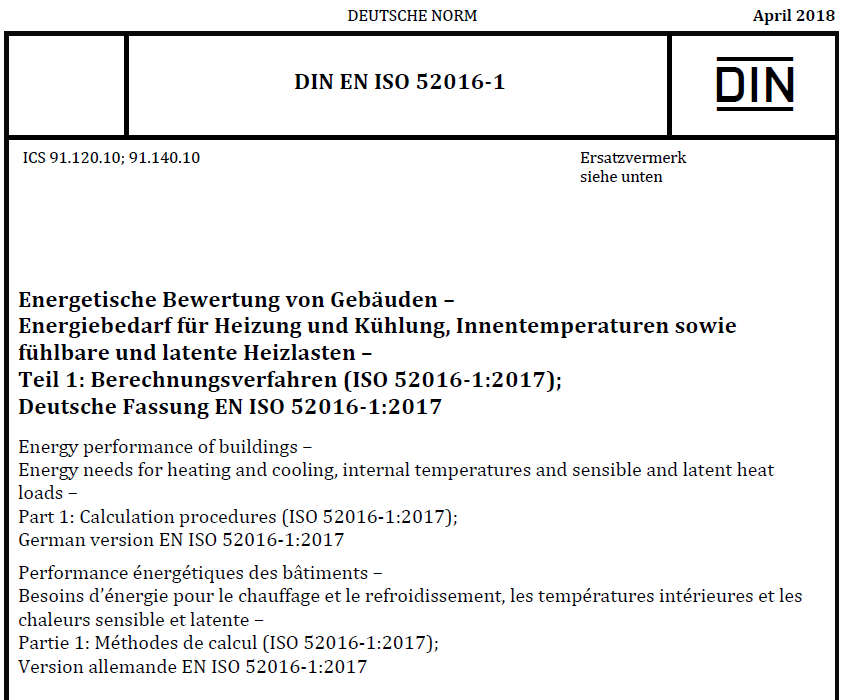 DEUTSCHE NORM
April 2018
DIN EN ISO 52016-1
DIN
ICS 91.120.10; 91.140.10
Ersatzvermerk
siehe unten
Energetische Bewertung von Gebäuden –
Energiebedarf für Heizung und Kühlung, Innentemperaturen sowie
fühlbare und latente Heizlasten –
Teil 1: Berechnungsverfahren (ISO 52016-1:2017);
Deutsche Fassung EN ISO 52016-1:2017
Energy performance of buildings –
Energy needs for heating and cooling, internal temperatures and sensible and latent heat
loads –
Part 1: Calculation procedures (ISO 52016-1:2017);
German version EN ISO 52016-1:2017
Performance énergétiques des bâtiments –
Besoins d’énergie pour le chauffage et le refroidissement, les températures intérieures et les
chaleurs sensible et latente –
Partie 1: Méthodes de calcul (ISO 52016-1:2017);
Version allemande EN ISO 52016-1:2017